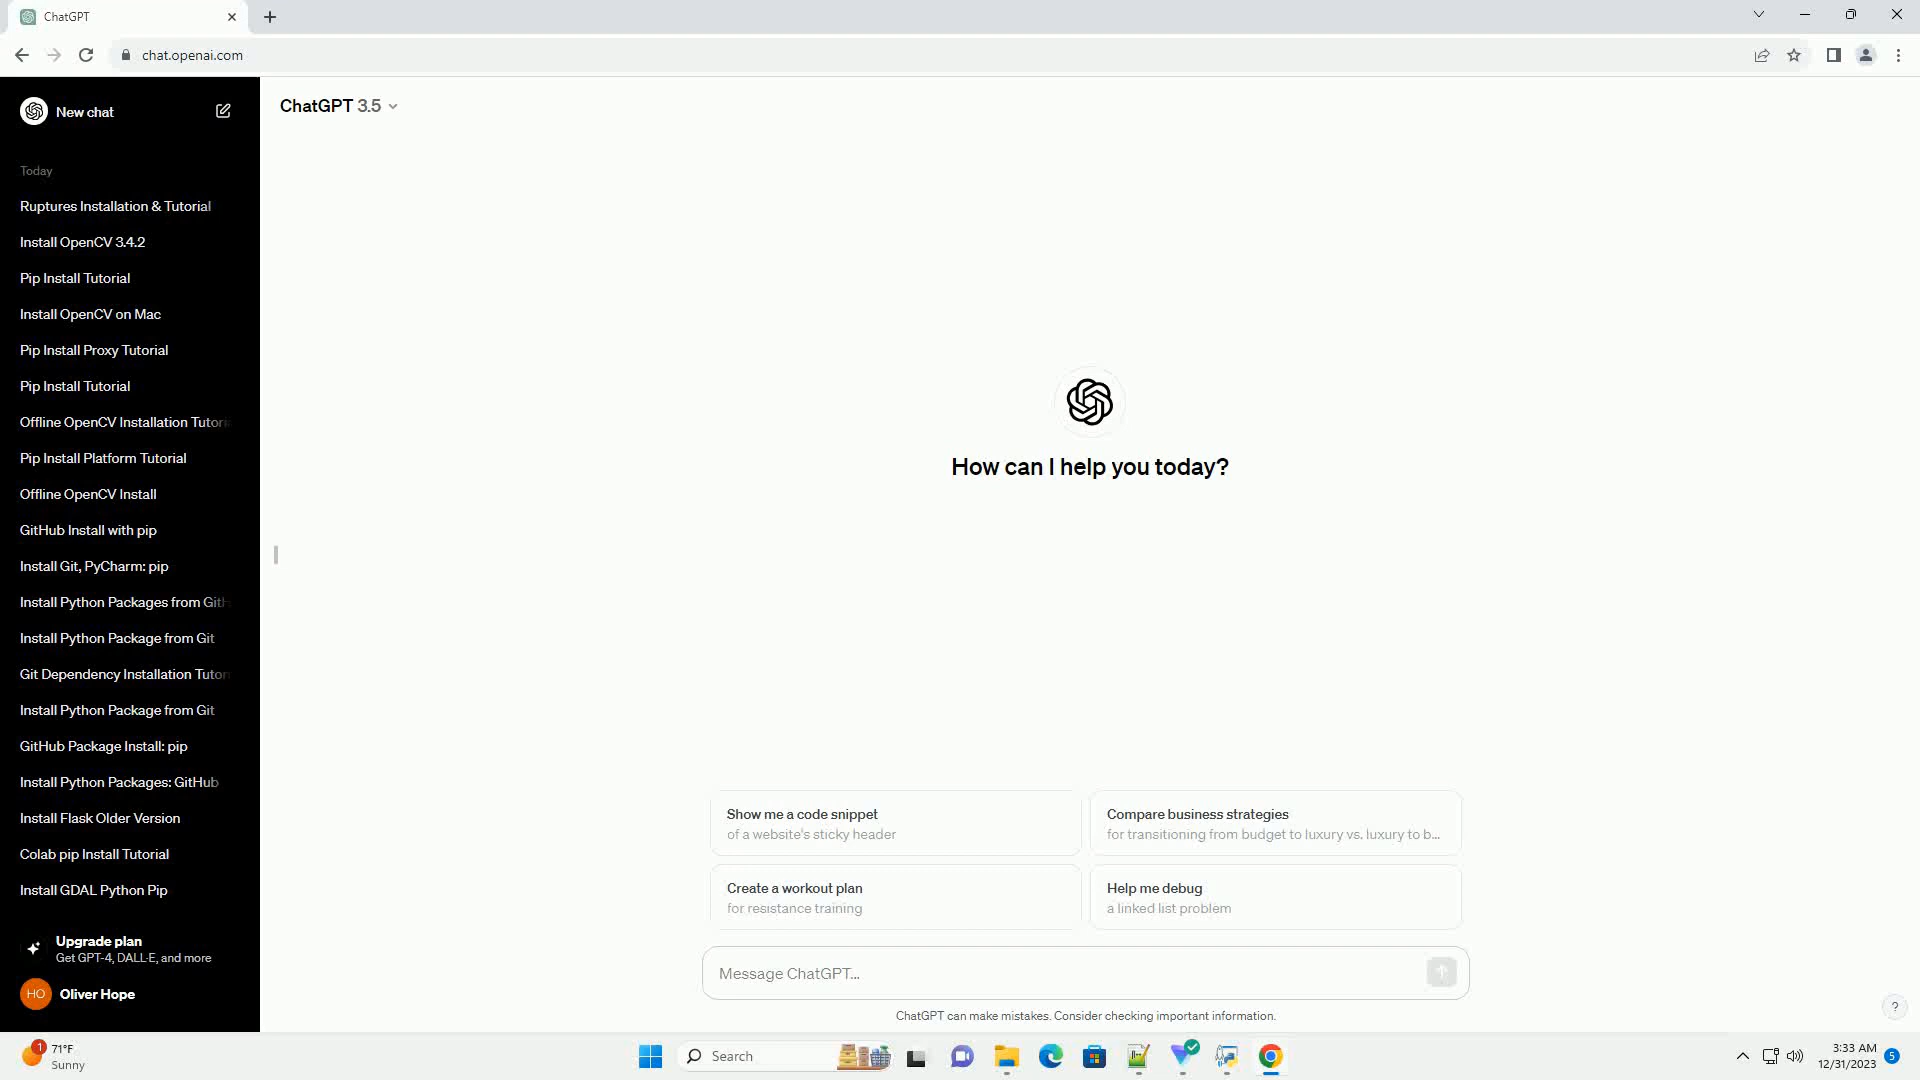 ChatGPT
chat.openai.com
New chat
ChatGPT 3.5
Today
Ruptures Installation & Tutorial
Install OpenCV 3.4.2
Pip Install Tutorial
Install OpenCV on Mac
Pip Install Proxy Tutorial
Pip Install Tutorial
Offline OpenCV Installation Tutori
Pip Install Platform Tutorial
Offline OpenCV Install
GitHub Install with pip
Install Git, PyCharm: pip
Install Python Packages from GitH
Install Python Package from Git
Git Dependency Installation Tutor
Install Python Package from Git
GitHub Package Install: pip
Install Python Packages: GitHub
Install Flask Older Version
Colab pip Install Tutorial
Install GDAL Python Pip
Upgrade plan
Get GPT-4, DALL·E, and more
HO
Oliver Hope
How can I help you today?
Show me a code snippet
of a website's sticky header
Compare business strategies
for transitioning from budget to luxury vs. luxury to b...
Create a workout plan
for resistance training
Help me debug
a linked list problem
Message ChatGPT...
ChatGPT can make mistakes. Consider checking important information.
?
1
71°F
Sunny
Search
3:33 AM
12/31/2023
5